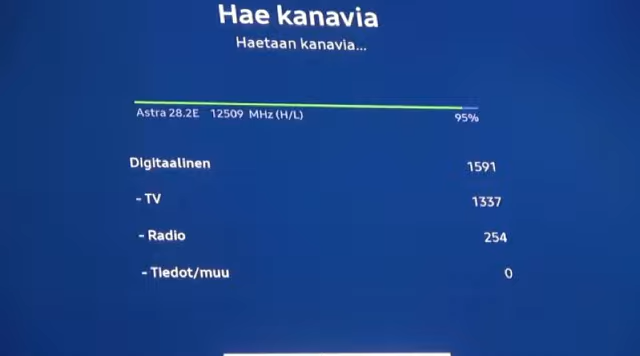 Hae kanavia
Haetaan kanavia...
Astra 28.2E 12509 MHz (H/L) 95%
Digitaalinen 1591
- TV 1337
- Radio 254
- Tiedot/muu 0